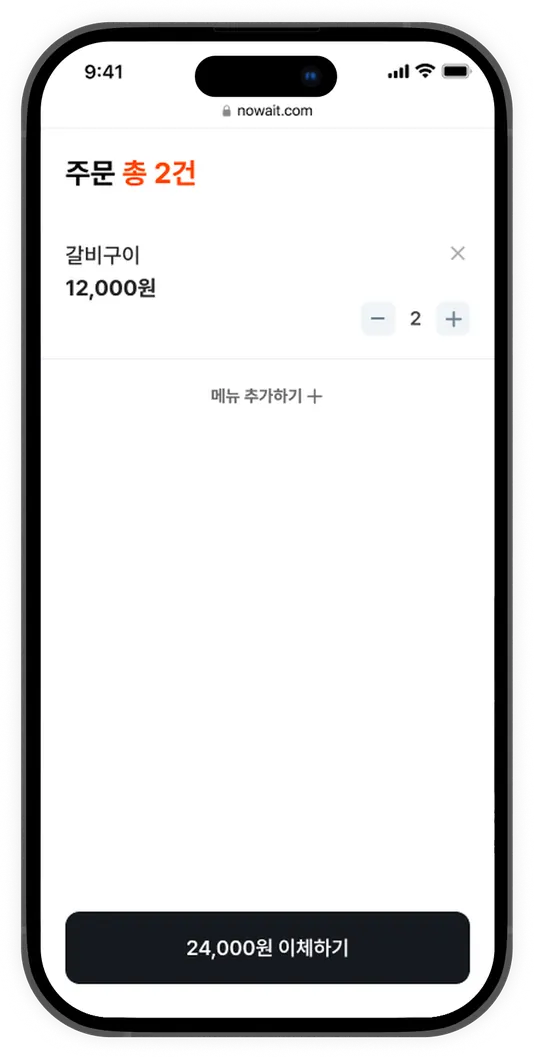 9:41
nowait.com
주문 총 2건
갈비구이
12,000원
2
메뉴 추가하기
24,000원 이체하기